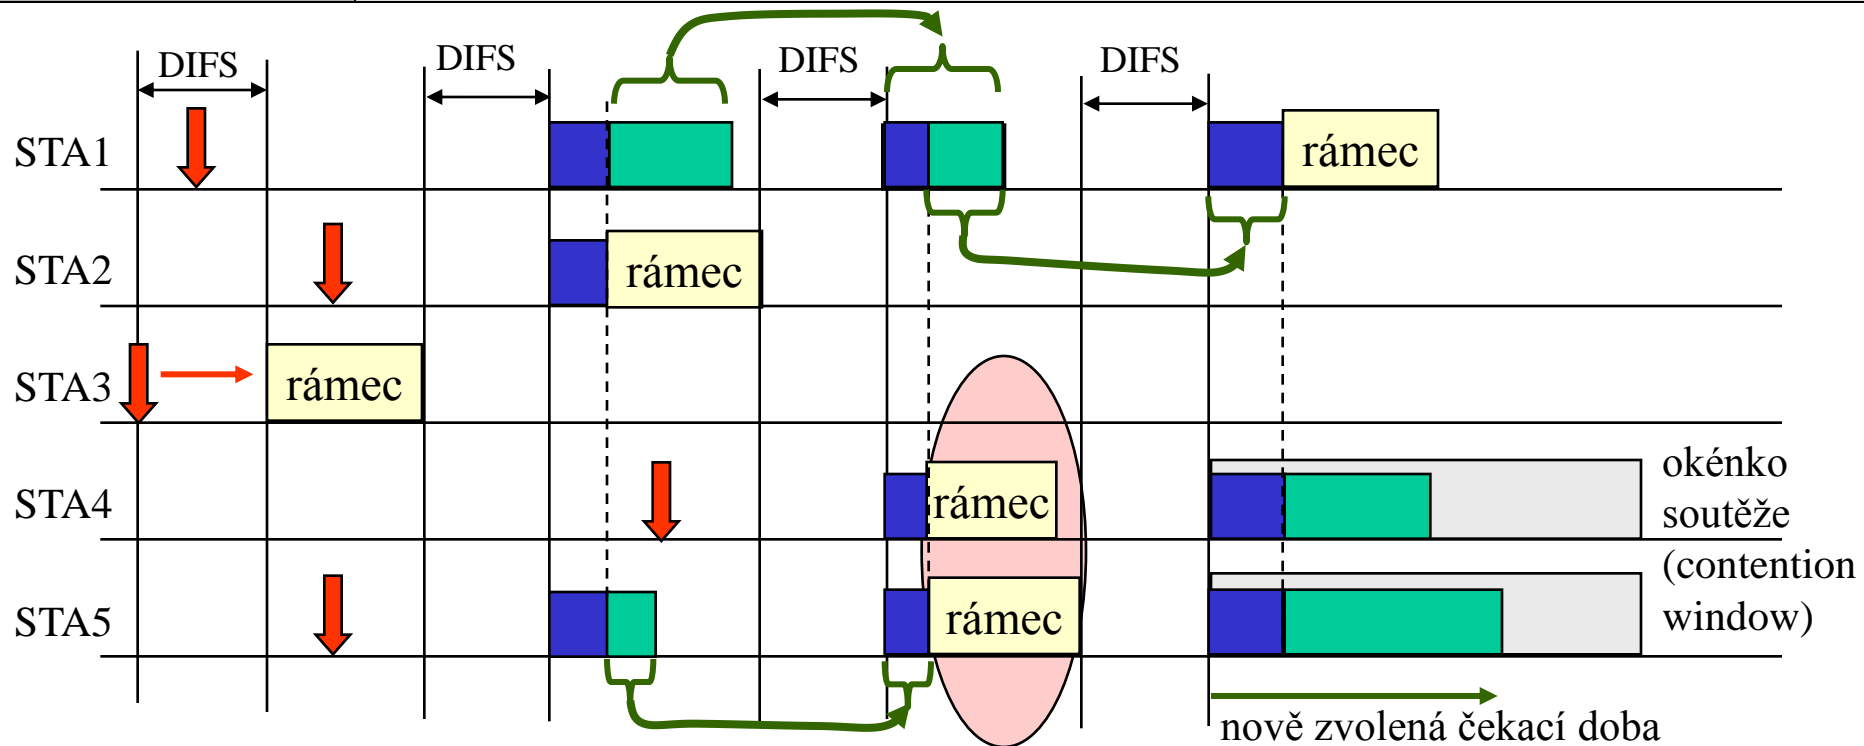 DIFS
DIFS
DIFS
DIFS
STA1
rámec
STA2
rámec
STA3
rámec
STA4
rámec
okénko
soutěže
(contention
window)
STA5
rámec
nově zvolená čekací doba